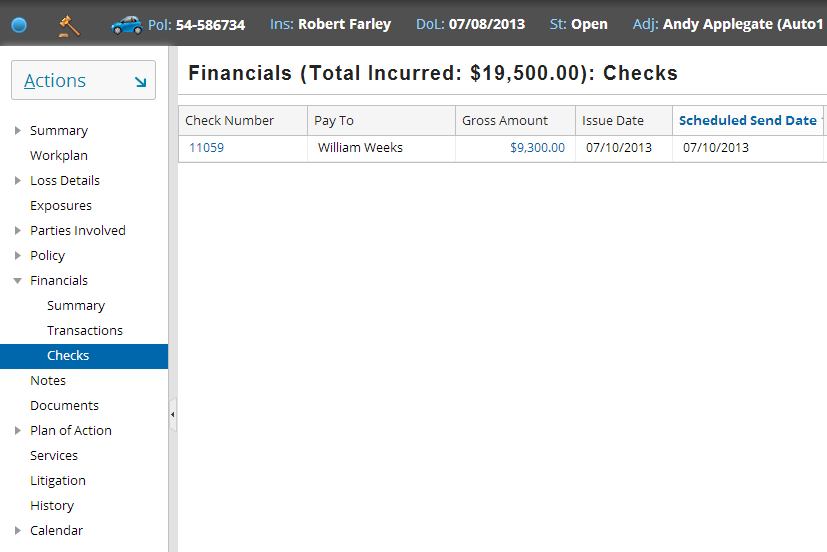 Pol: 54-586734 Ins: Robert Farley DoL: 07/08/2013 St: Open Adj: Andy Applegate (Auto1
Actions
Financials (Total Incurred: $19,500.00): Checks
Check Number Pay To Gross Amount Issue Date Scheduled Send Date
11059 William Weeks $9,300.00 07/10/2013 07/10/2013
Summary
Workplan
Loss Details
Exposures
Parties Involved
Policy
Financials
Summary
Transactions
Checks
Notes
Documents
Plan of Action
Services
Litigation
History
Calendar